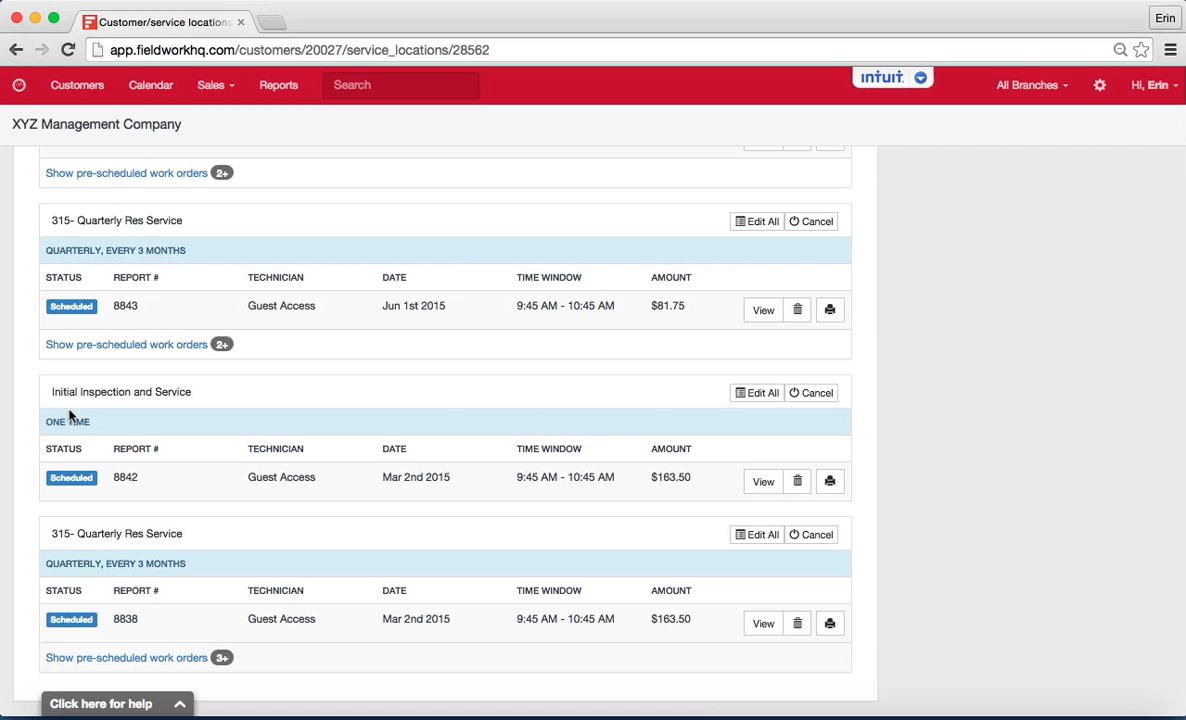 Customer/service locations
Erin
app.fieldworkhq.com/customers/20027/service_locations/28562
Customers Calendar Sales Reports Search intuit. All Branches Hi, Erin
XYZ Management Company
Show pre-scheduled work orders 2+
315- Quarterly Res Service Edit All Cancel
QUARTERLY, EVERY 3 MONTHS
STATUS REPORT # TECHNICIAN DATE TIME WINDOW AMOUNT
Scheduled 8843 Guest Access Jun 1st 2015 9:45 AM - 10:45 AM $81.75 View
Show pre-scheduled work orders 2+
Initial Inspection and Service Edit All Cancel
ONE TIME
STATUS REPORT # TECHNICIAN DATE TIME WINDOW AMOUNT
Scheduled 8842 Guest Access Mar 2nd 2015 9:45 AM - 10:45 AM $163.50 View
315- Quarterly Res Service Edit All Cancel
QUARTERLY, EVERY 3 MONTHS
STATUS REPORT # TECHNICIAN DATE TIME WINDOW AMOUNT
Scheduled 8838 Guest Access Mar 2nd 2015 9:45 AM - 10:45 AM $163.50 View
Show pre-scheduled work orders 3+
Click here for help